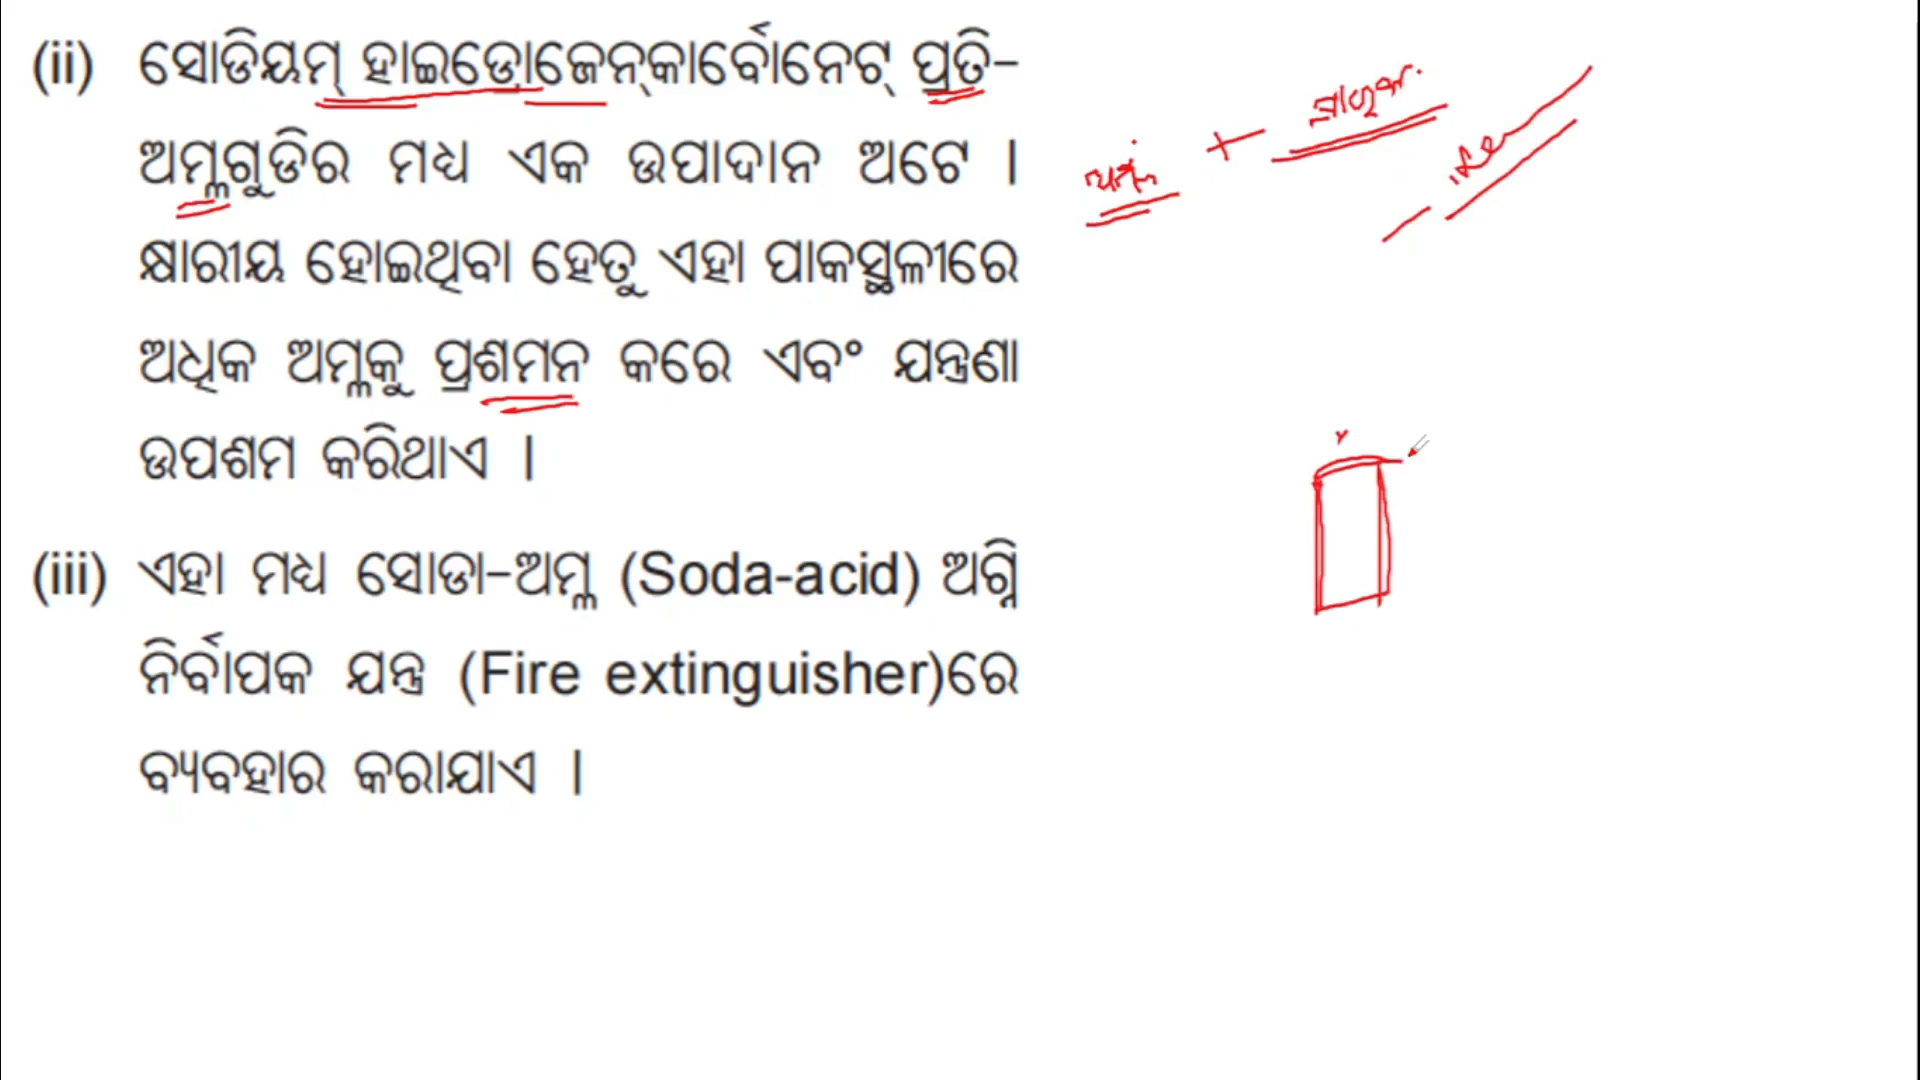 (ii) ସୋଡିୟମ୍ ହାଇଡ୍ରୋଜେନ୍‌କାର୍ବୋନେଟ୍ ପ୍ରତି-
ଅମ୍ଳଗୁଡିର ମଧ୍ୟ ଏକ ଉପାଦାନ ଅଟେ ।
କ୍ଷାରୀୟ ହୋଇଥିବା ହେତୁ ଏହା ପାକସ୍ଥଳୀରେ
ଅଧିକ ଅମ୍ଳକୁ ପ୍ରଶମନ କରେ ଏବଂ ଯନ୍ତ୍ରଣା
ଉପଶମ କରିଥାଏ ।
(iii) ଏହା ମଧ୍ୟ ସୋଡା-ଅମ୍ଳ (Soda-acid) ଅଗ୍ନି
ନିର୍ବାପକ ଯନ୍ତ୍ର (Fire extinguisher)ରେ
ବ୍ୟବହାର କରାଯାଏ ।